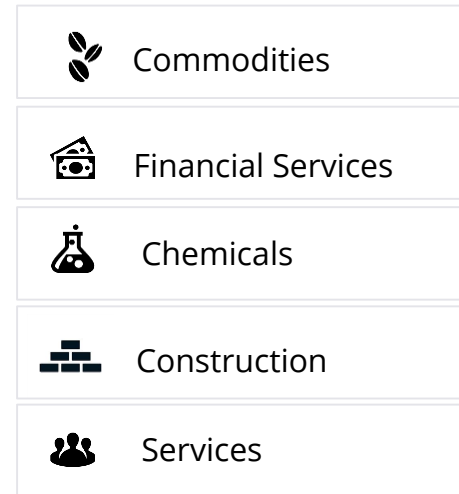 Commodities
Financial Services
Chemicals
Construction
Services